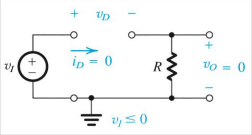 + v_D −
v_I
+
−
i_D = 0
R
+
v_O = 0
−
v_I ≤ 0